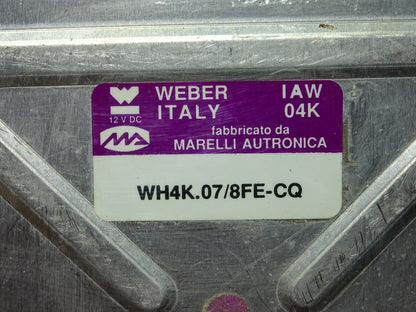 WEBER IAW
ITALY 04K
12 V DC
fabbricato da
MARELLI AUTRONICA
WH4K.07/8FE-CQ